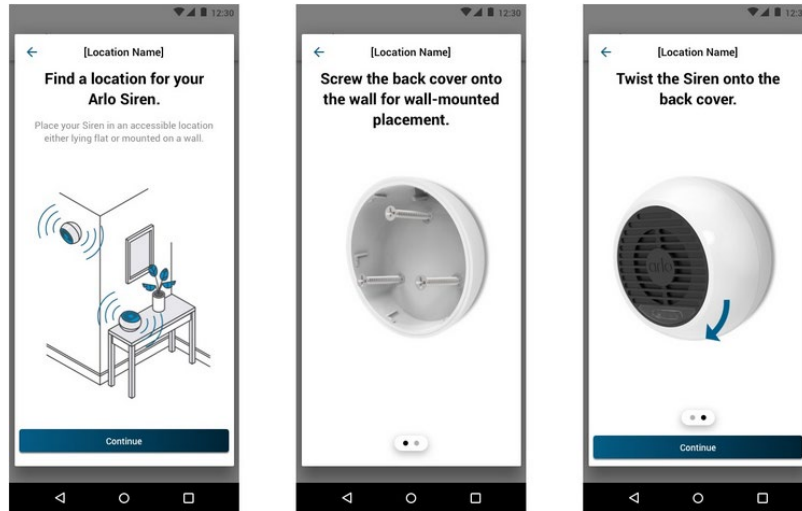 12:30
[Location Name]
Find a location for your
Arlo Siren.
Place your Siren in an accessible location
either lying flat or mounted on a wall.
Continue
12:30
[Location Name]
Screw the back cover onto
the wall for wall-mounted
placement.
[Location Name]
Twist the Siren onto the
back cover.
arlo
Continue